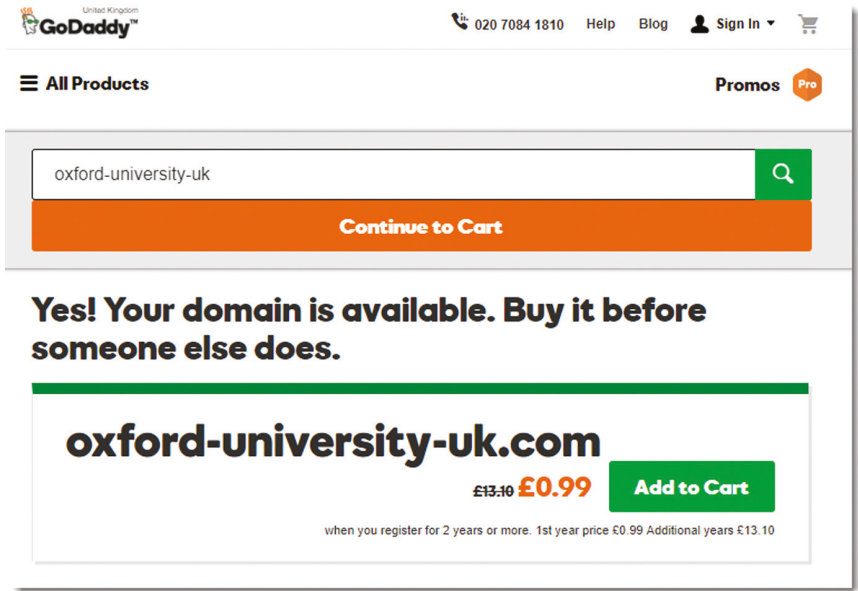 United Kingdom
GoDaddy™
020 7084 1810 Help Blog Sign In
All Products
Promos Pro
oxford-university-uk
Continue to Cart
Yes! Your domain is available. Buy it before
someone else does.
oxford-university-uk.com
£13.10 £0.99 Add to Cart
when you register for 2 years or more. 1st year price £0.99 Additional years £13.10